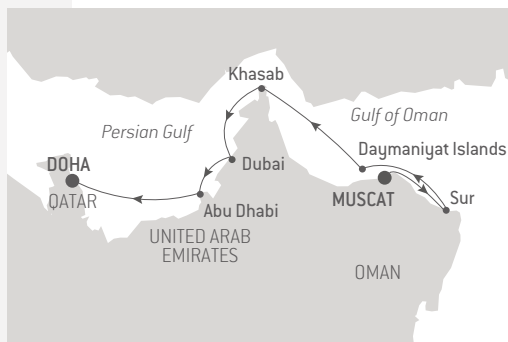 Khasab
Gulf of Oman
Persian Gulf
Daymaniyat Islands
DOHA
Dubai
QATAR
MUSCAT
Sur
Abu Dhabi
UNITED ARAB
EMIRATES
OMAN